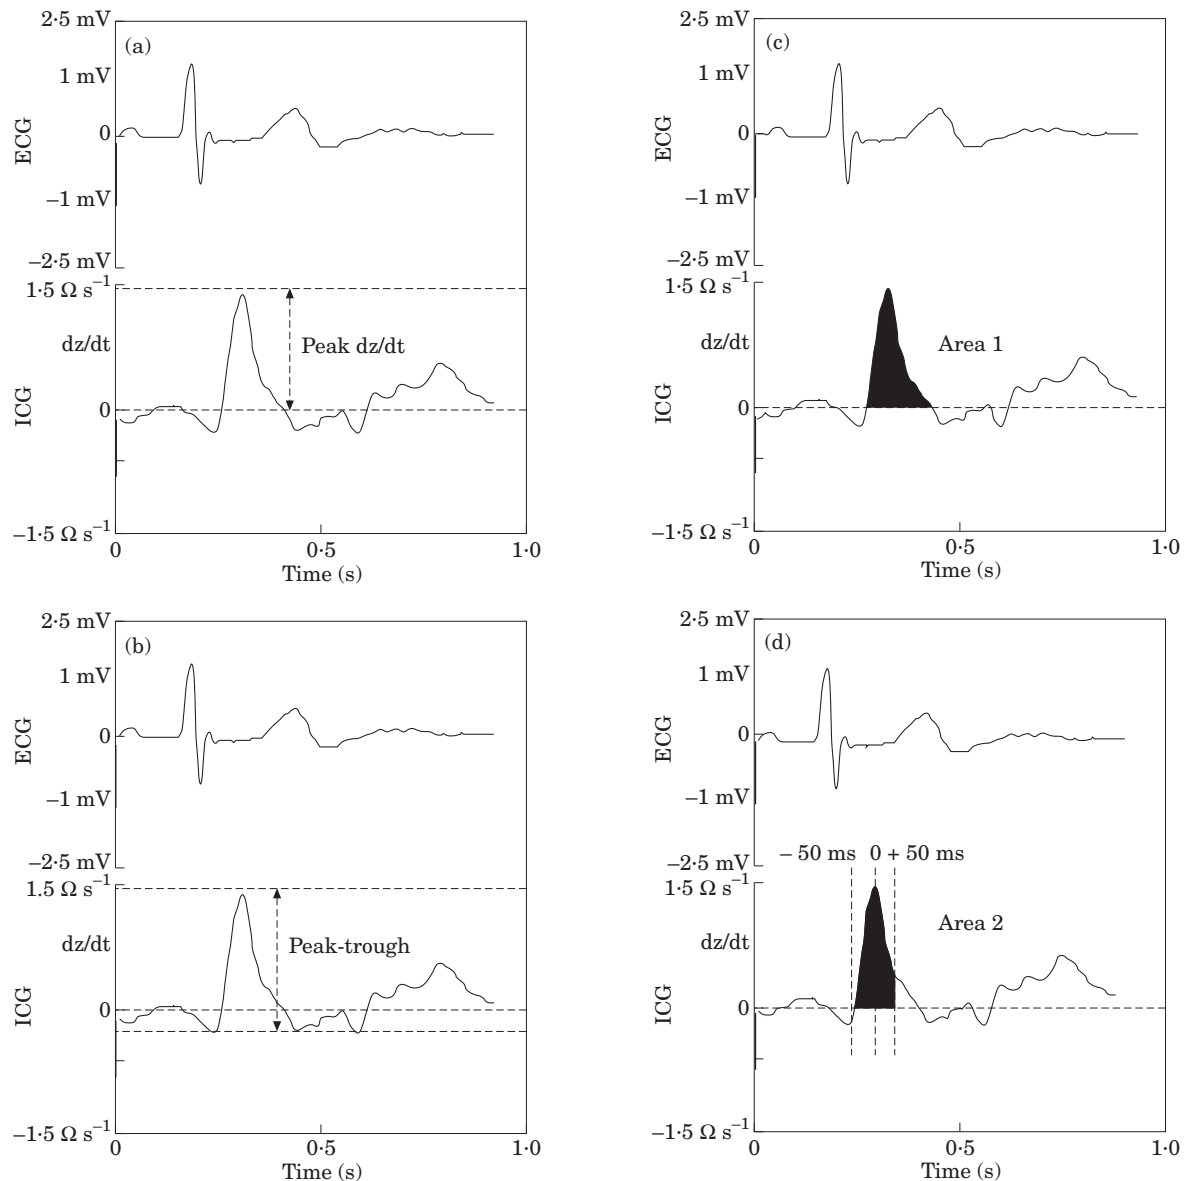 2·5 mV
(a)
1 mV
0
ECG
–1 mV
–2·5 mV
1·5 Ω s⁻¹
dz/dt
Peak dz/dt
ICG
0
–1·5 Ω s⁻¹
0
0·5
1·0
Time (s)
2·5 mV
(c)
1 mV
0
ECG
–1 mV
–2·5 mV
1·5 Ω s⁻¹
dz/dt
Area 1
ICG
0
–1·5 Ω s⁻¹
0
0·5
1·0
Time (s)
2·5 mV
(b)
1 mV
0
ECG
–1 mV
–2·5 mV
1.5 Ω s⁻¹
dz/dt
Peak-trough
ICG
0
–1·5 Ω s⁻¹
0
0·5
1·0
Time (s)
2·5 mV
(d)
1 mV
0
ECG
–1 mV
–2·5 mV
– 50 ms 0 + 50 ms
1·5 Ω s⁻¹
dz/dt
Area 2
ICG
0
–1·5 Ω s⁻¹
0
0·5
1·0
Time (s)